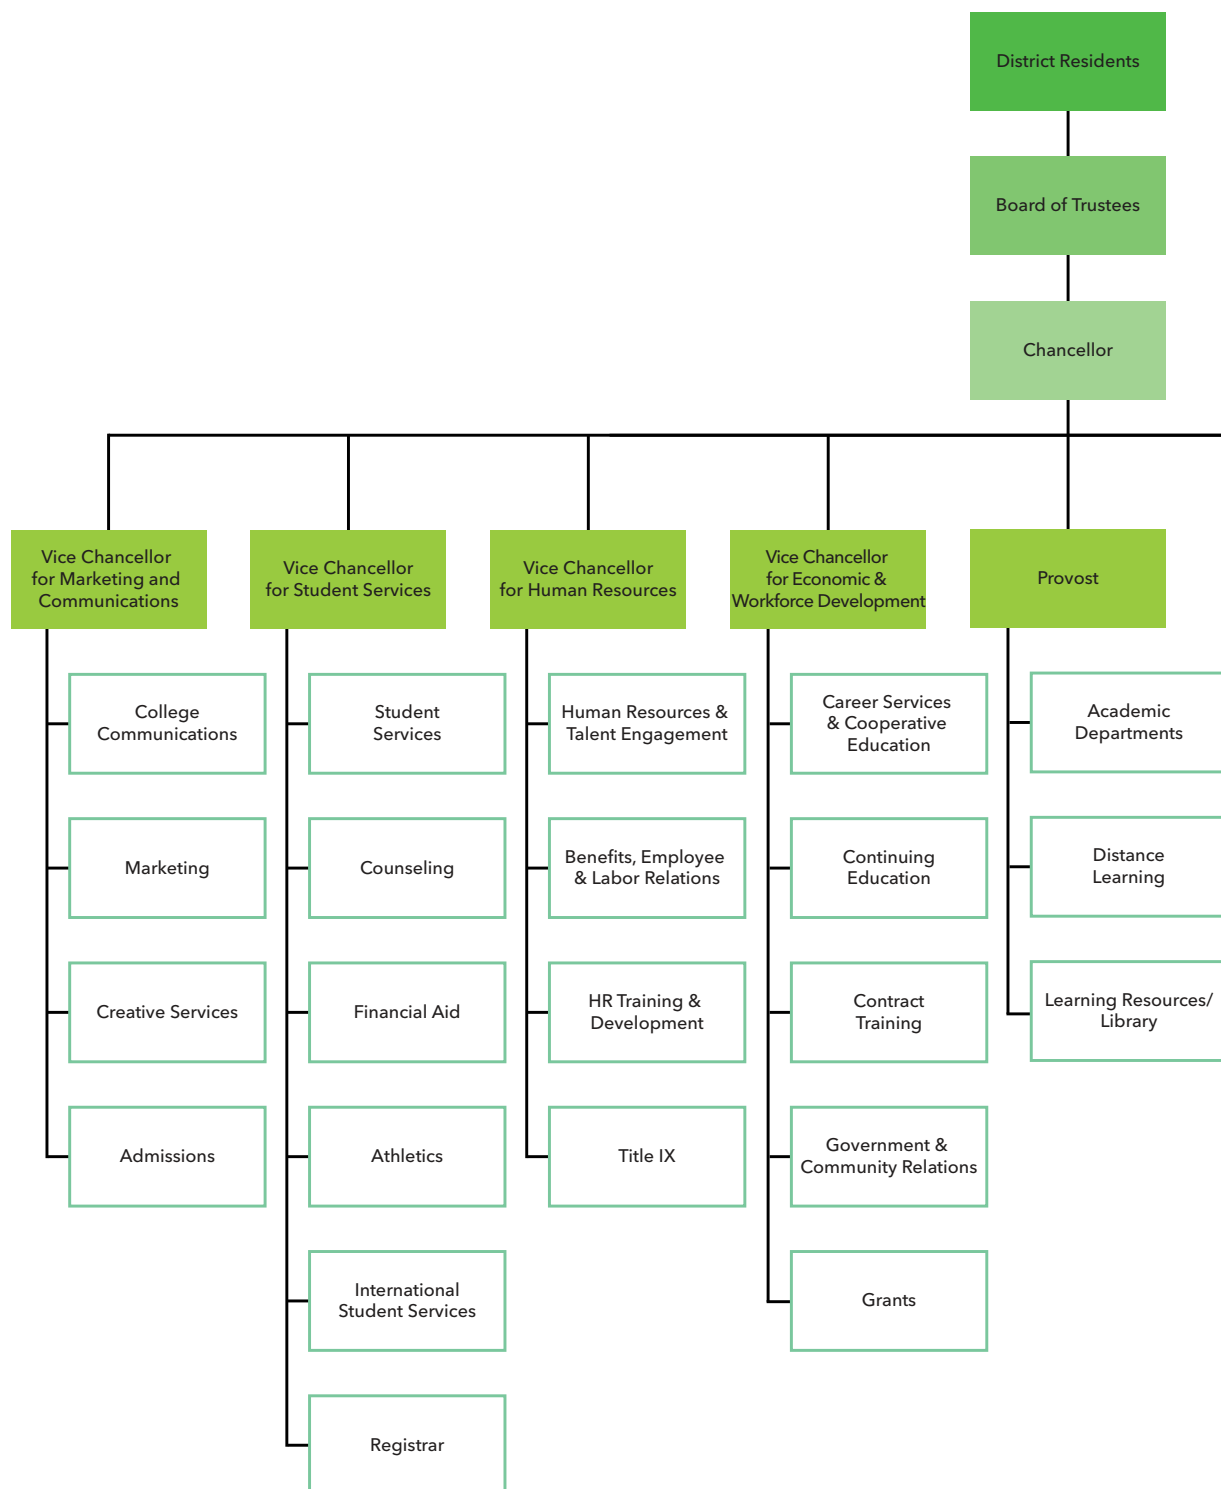 District Residents
Board of Trustees
Chancellor
Vice Chancellor
for Marketing and
Communications
College
Communications
Marketing
Creative Services
Admissions
Vice Chancellor
for Student Services
Student
Services
Counseling
Financial Aid
Athletics
International
Student Services
Registrar
Vice Chancellor
for Human Resources
Human Resources &
Talent Engagement
Benefits, Employee
& Labor Relations
HR Training &
Development
Title IX
Vice Chancellor
for Economic &
Workforce Development
Career Services
& Cooperative
Education
Continuing
Education
Contract
Training
Government &
Community Relations
Grants
Provost
Academic
Departments
Distance
Learning
Learning Resources/
Library